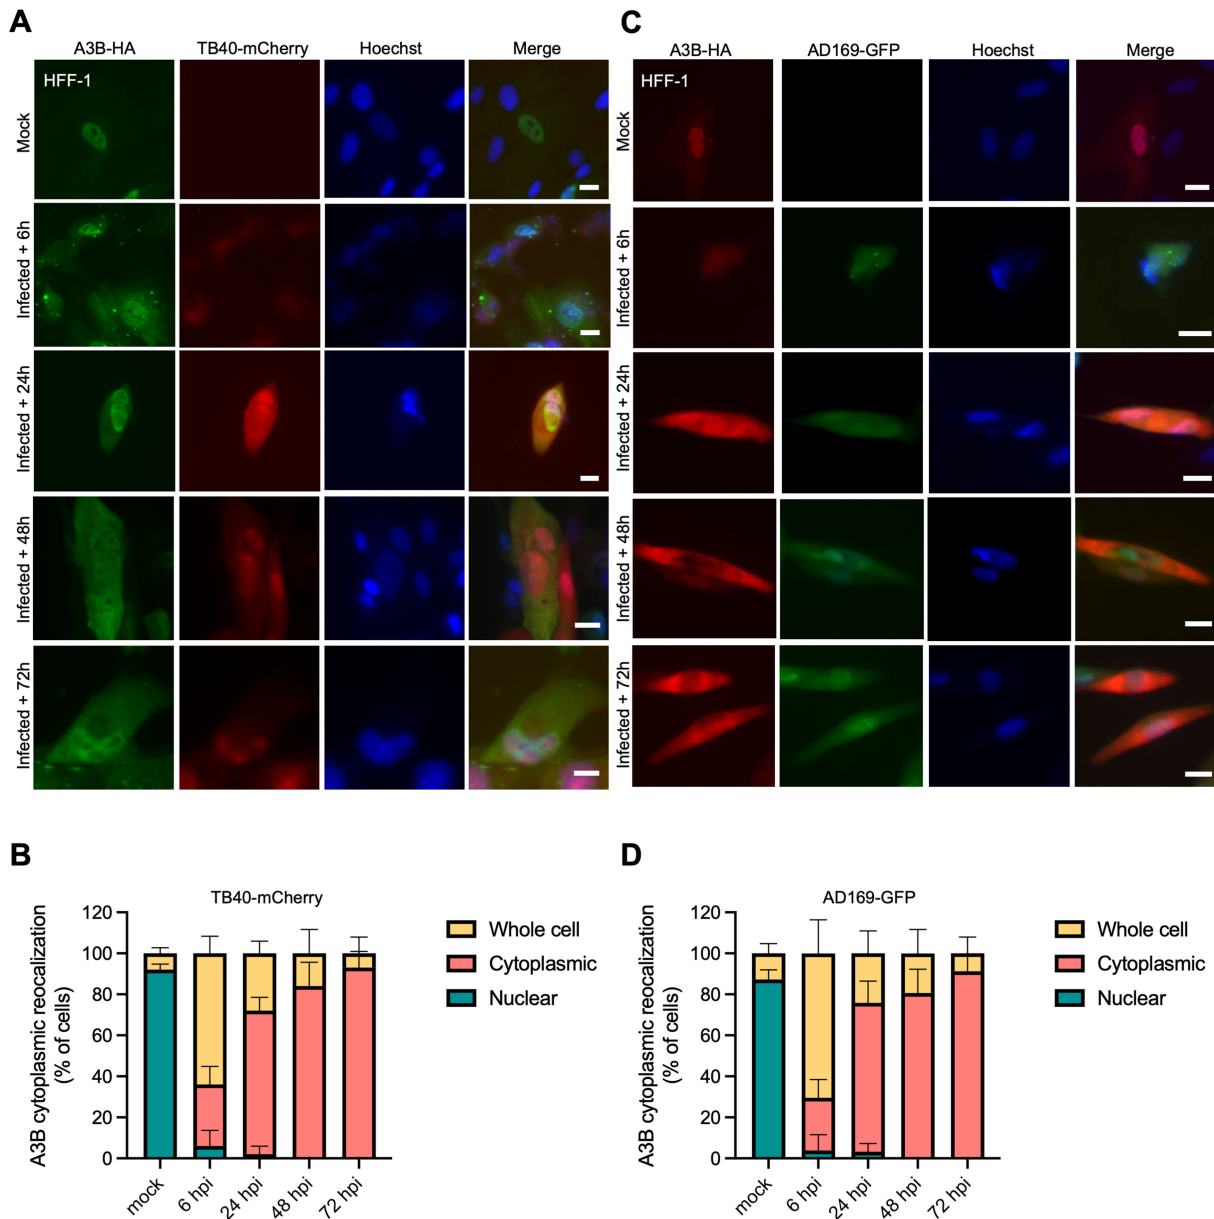 A
A3B-HA TB40-mCherry Hoechst Merge
HFF-1
Mock
Infected + 6h
Infected + 24h
Infected + 48h
Infected + 72h
C
A3B-HA AD169-GFP Hoechst Merge
HFF-1
Mock
Infected + 6h
Infected + 24h
Infected + 48h
Infected + 72h
B
TB40-mCherry
A3B cytoplasmic reocalization
(% of cells)
120
100
80
60
40
20
0
mock 6 hpi 24 hpi 48 hpi 72 hpi
Whole cell
Cytoplasmic
Nuclear
D
AD169-GFP
A3B cytoplasmic reocalization
(% of cells)
120
100
80
60
40
20
0
mock 6 hpi 24 hpi 48 hpi 72 hpi
Whole cell
Cytoplasmic
Nuclear